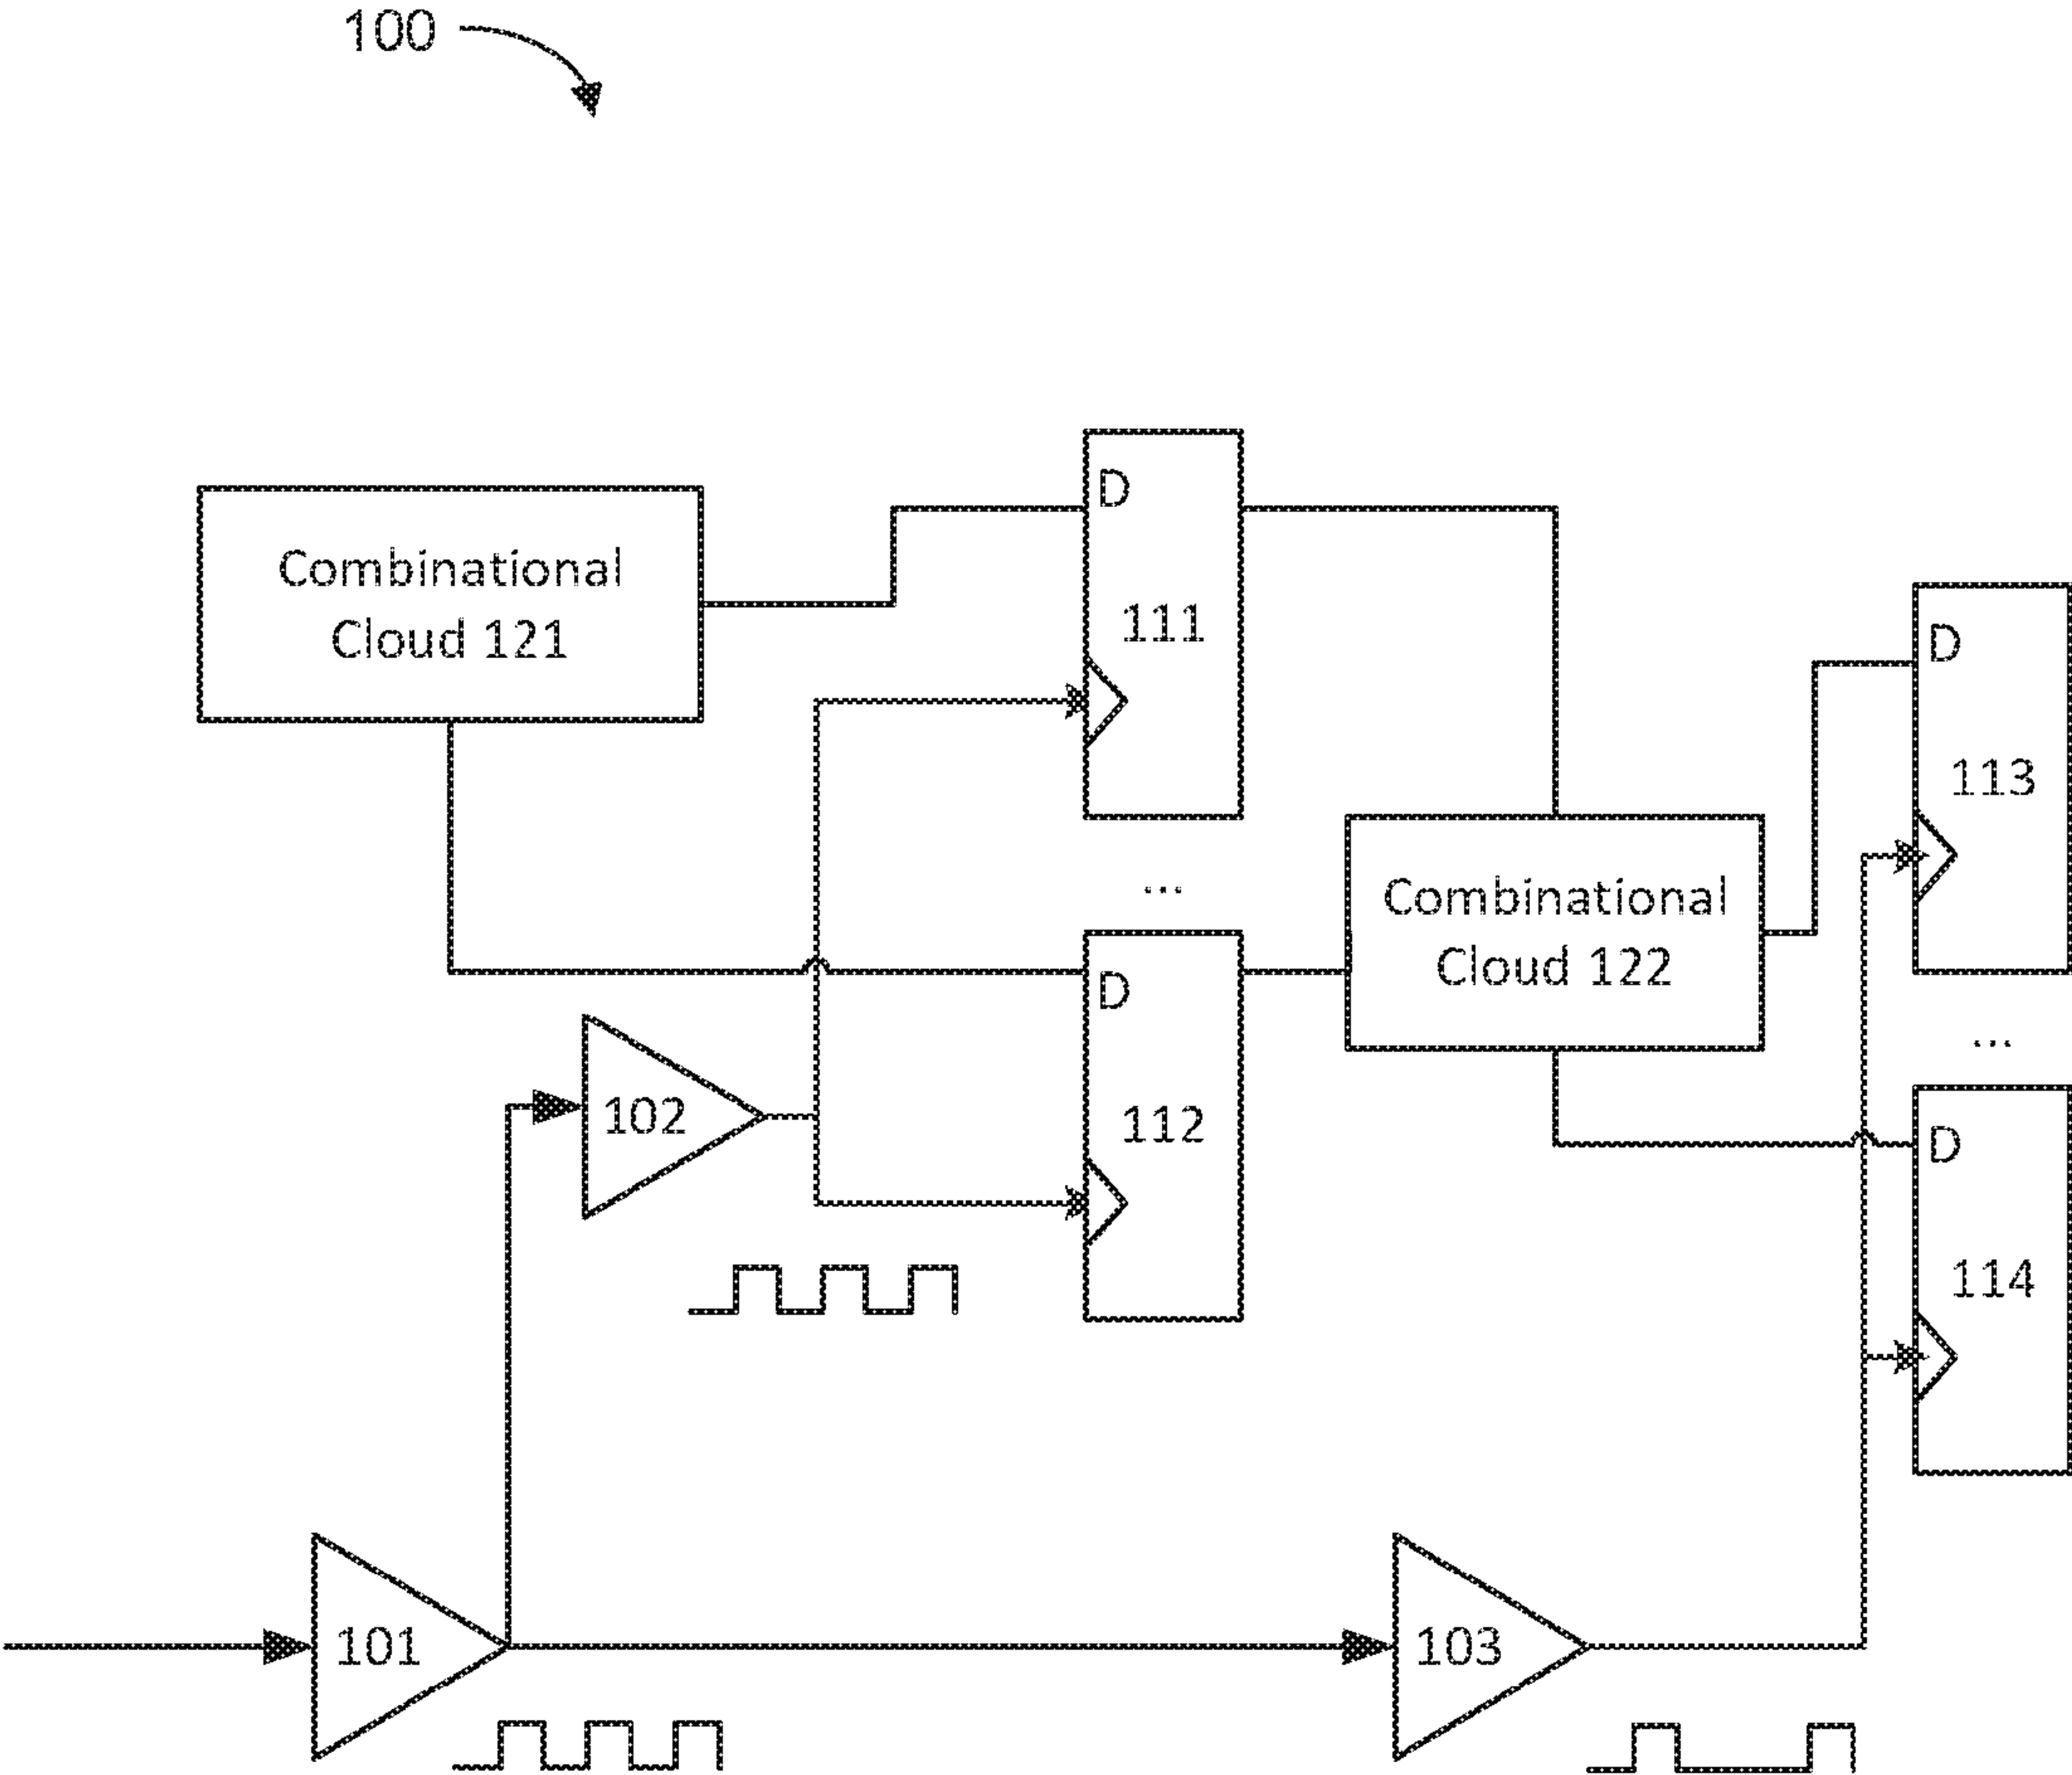 100
D
111
Combinational
Cloud 121
D
113
...
Combinational
Cloud 122
D
112
102
...
D
114
101
103